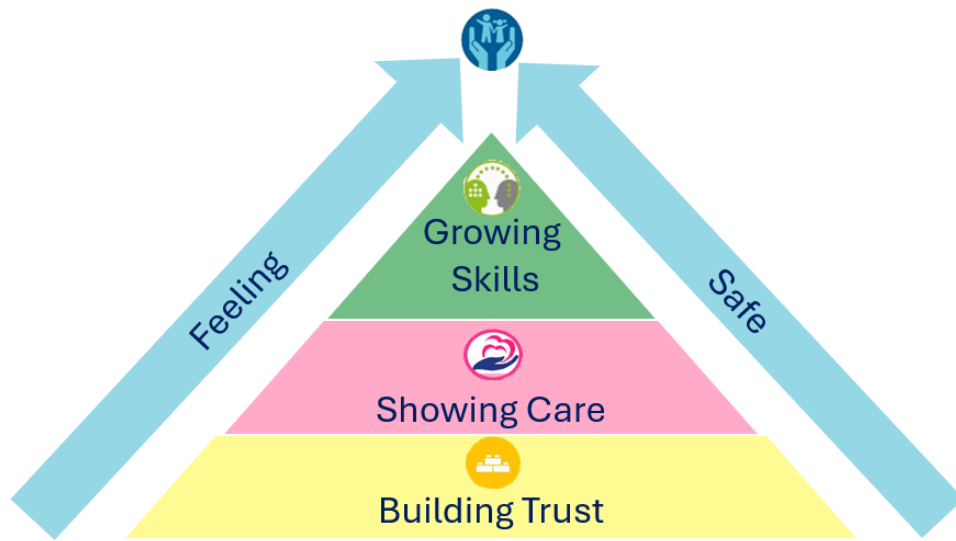 Growing
Skills
Feeling
Safe
Showing Care
Building Trust